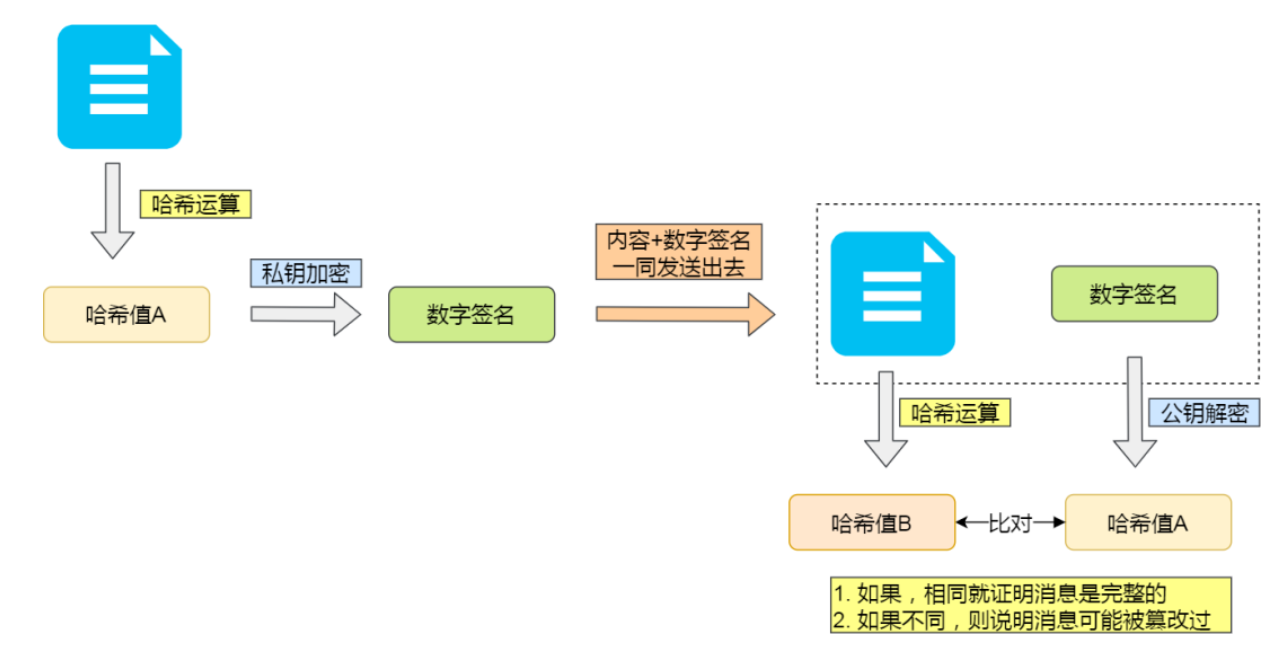 哈希运算
哈希值A
私钥加密
数字签名
内容+数字签名
一同发送出去
数字签名
哈希运算
公钥解密
哈希值B
比对
哈希值A
1. 如果，相同就证明消息是完整的
2. 如果不同，则说明消息可能被篡改过